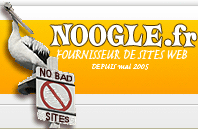 NOOGLE.fr
FOURNISSEUR DE SITES WEB
DEPUIS mai 2005
NO BAD
SITES